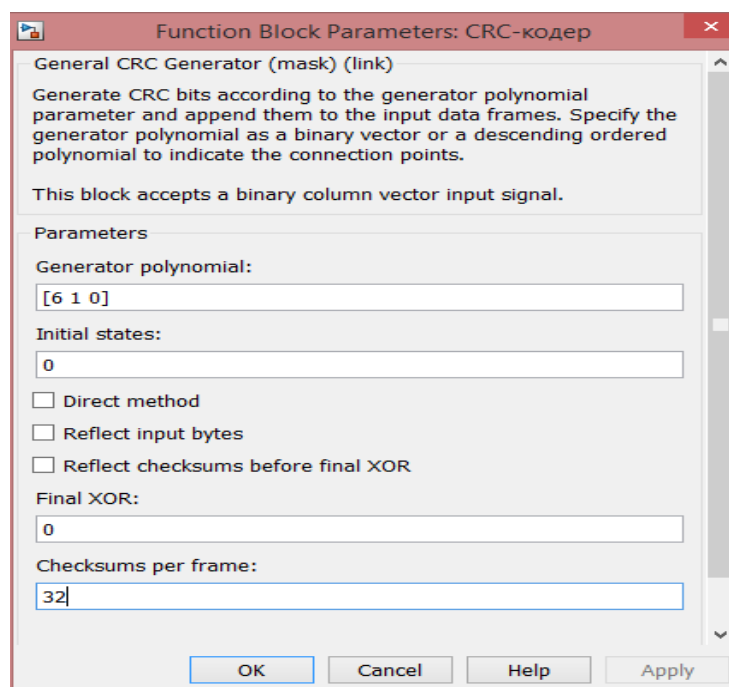 Function Block Parameters: CRC-кодер
General CRC Generator (mask) (link)
Generate CRC bits according to the generator polynomial
parameter and append them to the input data frames. Specify the
generator polynomial as a binary vector or a descending ordered
polynomial to indicate the connection points.
This block accepts a binary column vector input signal.
Parameters
Generator polynomial:
[6 1 0]
Initial states:
0
Direct method
Reflect input bytes
Reflect checksums before final XOR
Final XOR:
0
Checksums per frame:
32
OK Cancel Help Apply